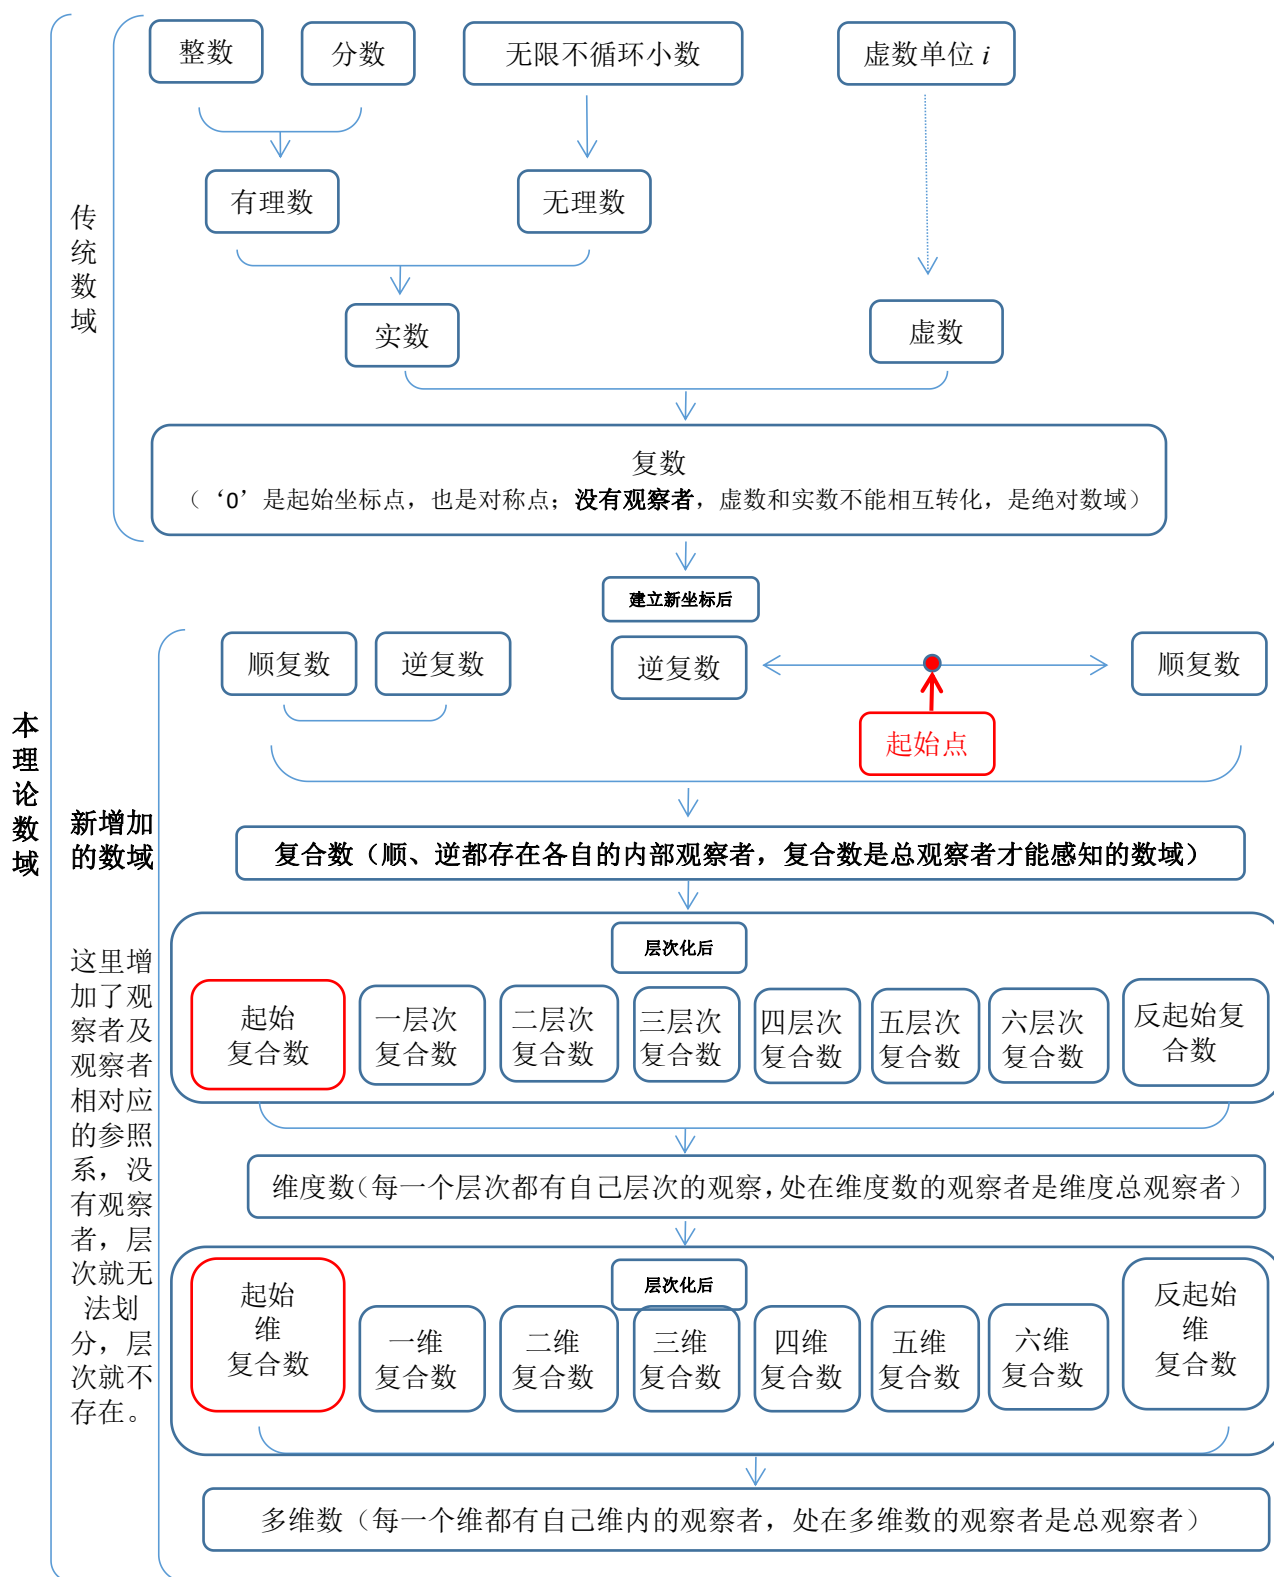 整数
分数
无限不循环小数
虚数单位 i
有理数
无理数
传
统
数
域
实数
虚数
复数
（‘0’是起始坐标点，也是对称点；没有观察者，虚数和实数不能相互转化，是绝对数域）
建立新坐标后
顺复数
逆复数
逆复数
顺复数
起始点
本
理
论
数
域
新增加
的数域
复合数（顺、逆都存在各自的内部观察者，复合数是总观察者才能感知的数域）
这里增
加了观
察者及
观察者
相对应
的参照
系，没
有观察
者，层
次就无
法划
分，层
次就不
存在。
层次化后
起始
复合数
一层次
复合数
二层次
复合数
三层次
复合数
四层次
复合数
五层次
复合数
六层次
复合数
反起始复
合数
维度数（每一个层次都有自己层次的观察，处在维度数的观察者是维度总观察者）
层次化后
起始
维
复合数
一维
复合数
二维
复合数
三维
复合数
四维
复合数
五维
复合数
六维
复合数
反起始
维
复合数
多维数（每一个维都有自己维内的观察者，处在多维数的观察者是总观察者）